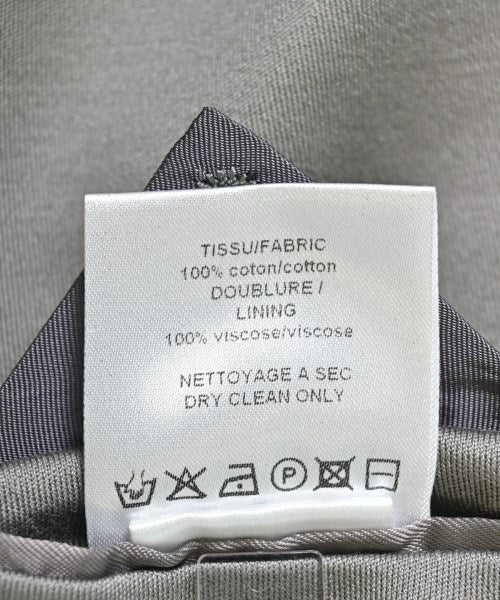 TISSU/FABRIC
100% coton/cotton
DOUBLURE /
LINING
100% viscose/viscose
NETTOYAGE A SEC
DRY CLEAN ONLY
P